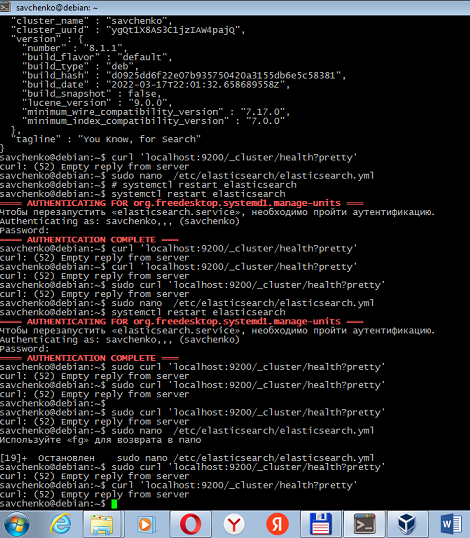 savchenko@debian: ~
"cluster_name" : "savchenko",
"cluster_uuid" : "ygQt1X8AS3C1jzIAW4pajQ",
"version" : {
"number" : "8.1.1",
"build_flavor" : "default",
"build_type" : "deb",
"build_hash" : "d0925dd6f22e07b935750420a3155db6e5c58381",
"build_date" : "2022-03-17T22:01:32.658689558Z",
"build_snapshot" : false,
"lucene_version" : "9.0.0",
"minimum_wire_compatibility_version" : "7.17.0",
"minimum_index_compatibility_version" : "7.0.0"
},
"tagline" : "You Know, for Search"
}
savchenko@debian:~$ curl 'localhost:9200/_cluster/health?pretty'
curl: (52) Empty reply from server
savchenko@debian:~$ sudo nano  /etc/elasticsearch/elasticsearch.yml
savchenko@debian:~$ # systemctl restart elasticsearch
savchenko@debian:~$ systemctl restart elasticsearch
==== AUTHENTICATING FOR org.freedesktop.systemd1.manage-units ===
Чтобы перезапустить «elasticsearch.service», необходимо пройти аутентификацию.
Authenticating as: savchenko,,, (savchenko)
Password:
==== AUTHENTICATION COMPLETE ===
savchenko@debian:~$ curl 'localhost:9200/_cluster/health?pretty'
curl: (52) Empty reply from server
savchenko@debian:~$ sudo curl 'localhost:9200/_cluster/health?pretty'
curl: (52) Empty reply from server
savchenko@debian:~$ sudo nano  /etc/elasticsearch/elasticsearch.yml
savchenko@debian:~$ systemctl restart elasticsearch
==== AUTHENTICATING FOR org.freedesktop.systemd1.manage-units ===
Чтобы перезапустить «elasticsearch.service», необходимо пройти аутентификацию.
Authenticating as: savchenko,,, (savchenko)
Password:
==== AUTHENTICATION COMPLETE ===
savchenko@debian:~$ sudo curl 'localhost:9200/_cluster/health?pretty'
curl: (52) Empty reply from server
savchenko@debian:~$ sudo curl 'localhost:9200/_cluster/health?pretty'
curl: (52) Empty reply from server
savchenko@debian:~$
savchenko@debian:~$ sudo curl 'localhost:9200/_cluster/health?pretty'
curl: (52) Empty reply from server
savchenko@debian:~$ sudo nano  /etc/elasticsearch/elasticsearch.yml
Используйте «fg» для возврата в nano
[19]+  Остановлен    sudo nano /etc/elasticsearch/elasticsearch.yml
savchenko@debian:~$ sudo curl 'localhost:9200/_cluster/health?pretty'
curl: (52) Empty reply from server
savchenko@debian:~$ curl 'localhost:9200/_cluster/health?pretty'
curl: (52) Empty reply from server
savchenko@debian:~$